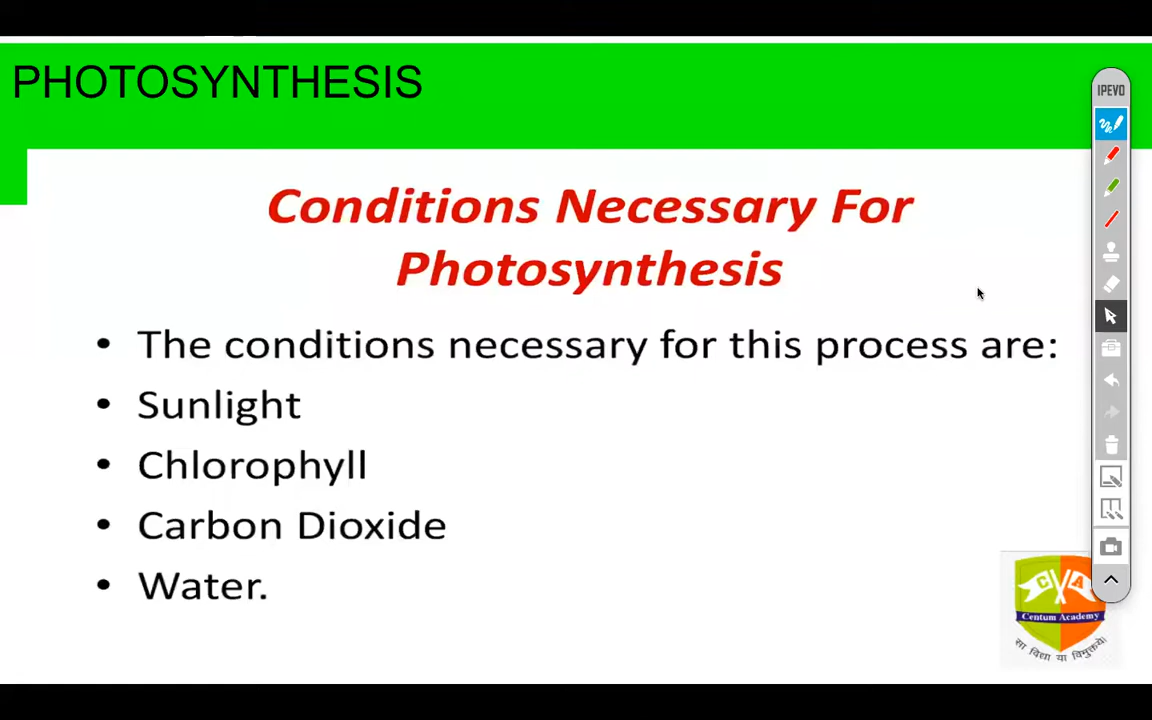 PHOTOSYNTHESIS
IPEVO
Conditions Necessary For
Photosynthesis
• The conditions necessary for this process are:
• Sunlight
• Chlorophyll
• Carbon Dioxide
• Water.
C A
Centum Academy
सा विद्या या विमुक्तये